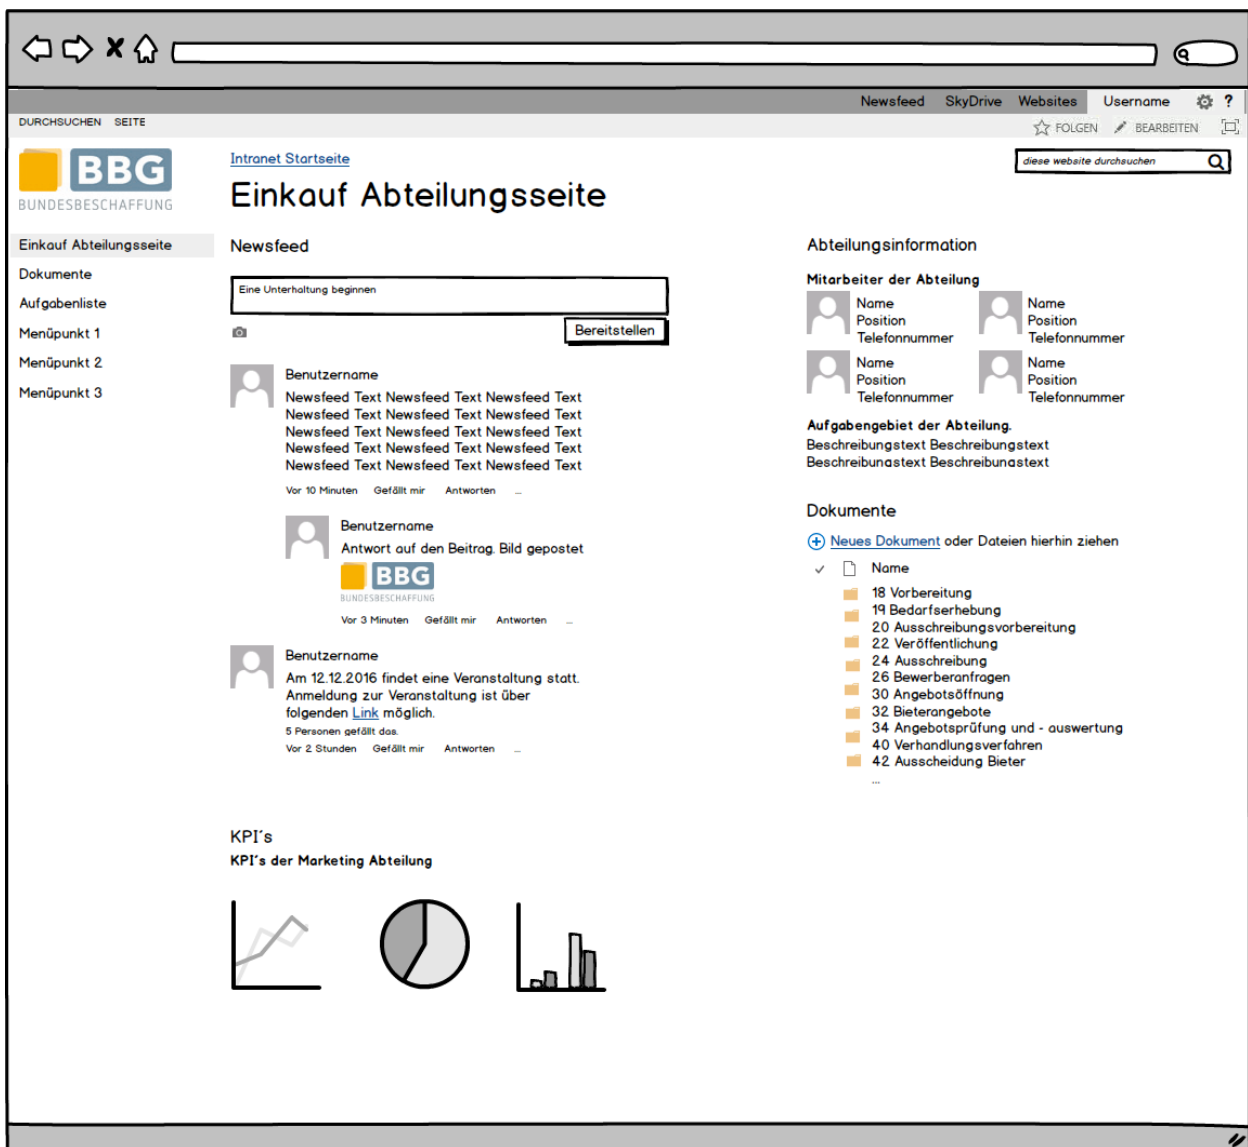 Newsfeed SkyDrive Websites Username ?
DURCHSUCHEN SEITE
FOLGEN BEARBEITEN
BBG
BUNDESBESCHAFFUNG
Intranet Startseite
diese website durchsuchen
Einkauf Abteilungsseite
Einkauf Abteilungsseite
Dokumente
Aufgabenliste
Menüpunkt 1
Menüpunkt 2
Menüpunkt 3
Newsfeed
Eine Unterhaltung beginnen
Bereitstellen
Benutzername
Newsfeed Text Newsfeed Text Newsfeed Text
Newsfeed Text Newsfeed Text Newsfeed Text
Newsfeed Text Newsfeed Text Newsfeed Text
Newsfeed Text Newsfeed Text Newsfeed Text
Newsfeed Text Newsfeed Text Newsfeed Text
Vor 10 Minuten Gefällt mir Antworten ...
Benutzername
Antwort auf den Beitrag. Bild gepostet
BBG
BUNDESBESCHAFFUNG
Vor 3 Minuten Gefällt mir Antworten ...
Benutzername
Am 12.12.2016 findet eine Veranstaltung statt.
Anmeldung zur Veranstaltung ist über
folgenden Link möglich.
5 Personen gefällt das.
Vor 2 Stunden Gefällt mir Antworten ...
KPI´s
KPI´s der Marketing Abteilung
Abteilungsinformation
Mitarbeiter der Abteilung
Name
Position
Telefonnummer
Name
Position
Telefonnummer
Name
Position
Telefonnummer
Name
Position
Telefonnummer
Aufgabengebiet der Abteilung.
Beschreibungstext Beschreibungstext
Beschreibungstext Beschreibungstext
Dokumente
Neues Dokument oder Dateien hierhin ziehen
Name
18 Vorbereitung
19 Bedarfserhebung
20 Ausschreibungsvorbereitung
22 Veröffentlichung
24 Ausschreibung
26 Bewerberanfragen
30 Angebotsöffnung
32 Bieterangebote
34 Angebotsprüfung und - auswertung
40 Verhandlungsverfahren
42 Ausscheidung Bieter
...